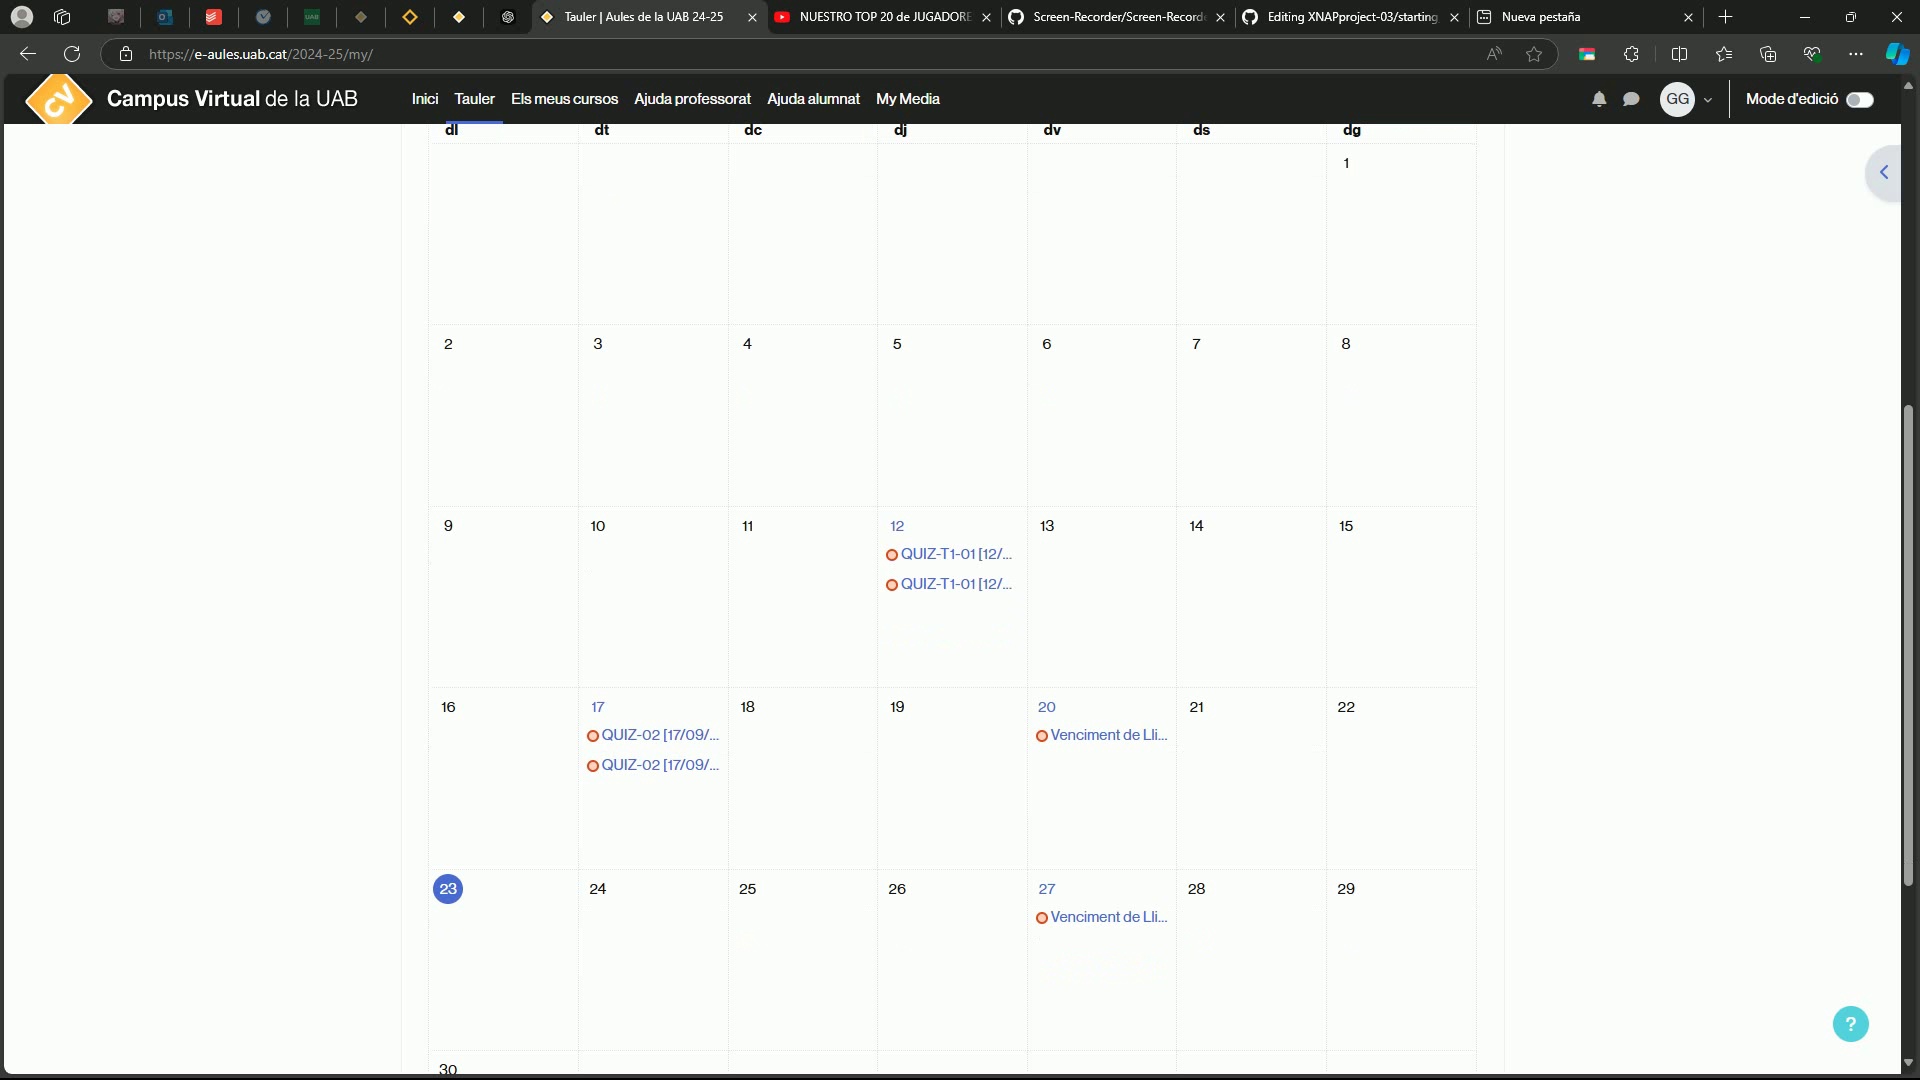 Tauler | Aules de la UAB 24-25
NUESTRO TOP 20 de JUGADORE
Screen-Recorder/Screen-Record
Editing XNAPproject-03/starting
Nueva pestaña
https://e-aules.uab.cat/2024-25/my/
CV
Campus Virtual de la UAB
Inici
Tauler
Els meus cursos
Ajuda professorat
Ajuda alumnat
My Media
GG
Mode d'edició
dl dt dc dj dv ds dg
1
2 3 4 5 6 7 8
9 10 11 12 13 14 15
QUIZ-T1-01 [12/...
QUIZ-T1-01 [12/...
16 17 18 19 20 21 22
QUIZ-02 [17/09/... Venciment de Lli...
QUIZ-02 [17/09/...
23 24 25 26 27 28 29
Venciment de Lli...
30
?